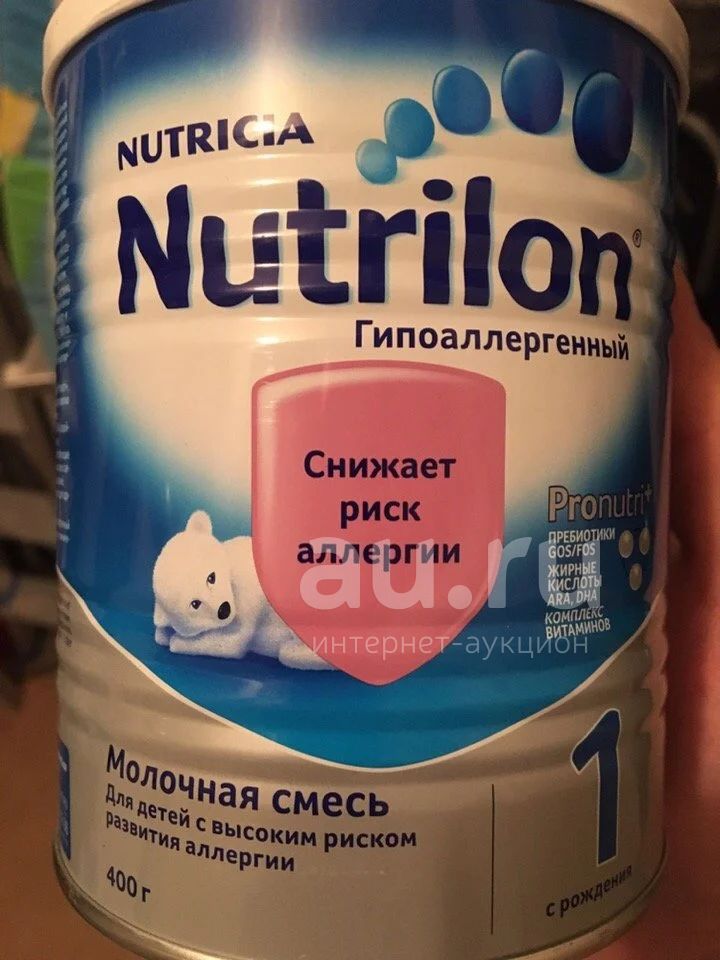 NUTRICIA
Nutrilon®
Гипоаллергенный
Снижает
риск
аллергии
Pronutri+
ПРЕБИОТИКИ
GOS/FOS
ЖИРНЫЕ
КИСЛОТЫ
ARA, DHA
КОМПЛЕКС
ВИТАМИНОВ
au.ru
интернет-аукцион
Молочная смесь
Для детей с высоким риском
развития аллергии
400 г
1
с рождения